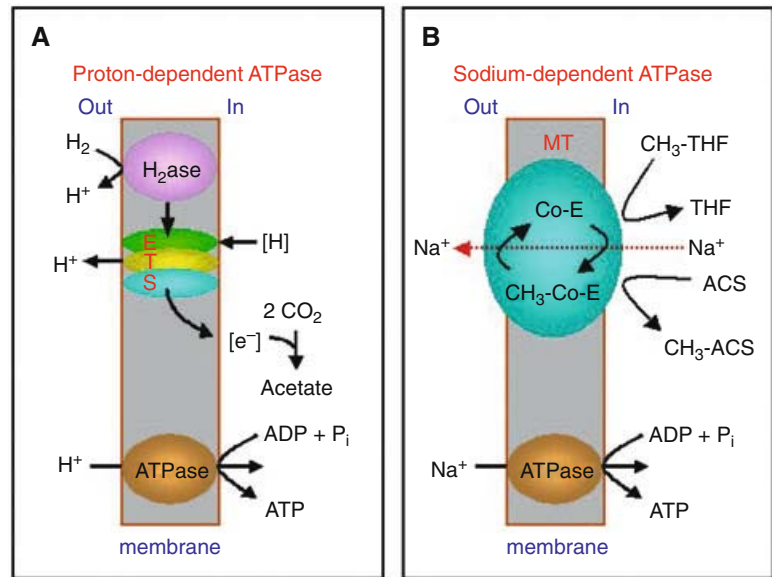 A
Proton-dependent ATPase
Out In
H₂
H₂ase
H⁺
E
[H]
T
H⁺
S
2 CO₂
[e⁻]
Acetate
ADP + Pᵢ
H⁺
ATPase
ATP
membrane
B
Sodium-dependent ATPase
Out In
MT
CH₃-THF
Co-E
THF
Na⁺ Na⁺
CH₃-Co-E
ACS
CH₃-ACS
ADP + Pᵢ
Na⁺
ATPase
ATP
membrane